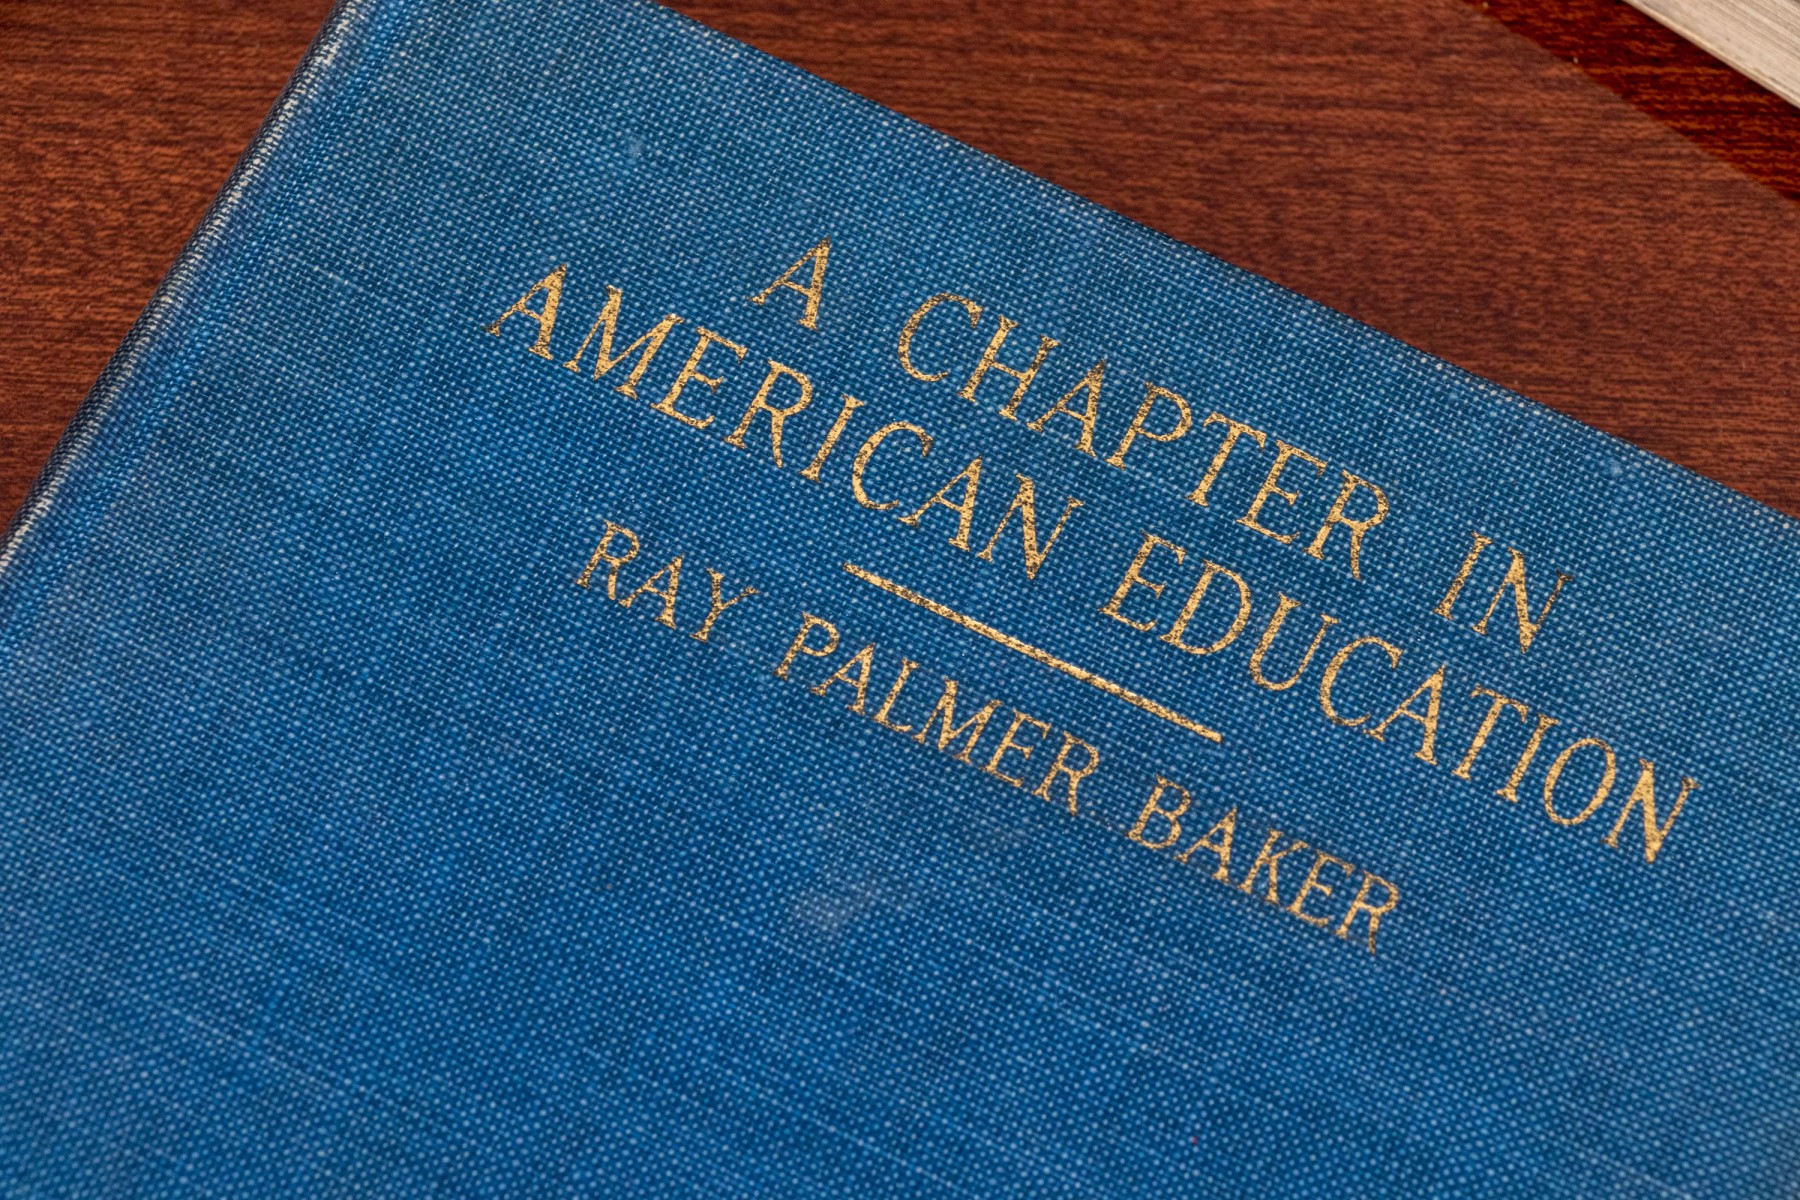 A CHAPTER IN
AMERICAN EDUCATION
RAY PALMER BAKER